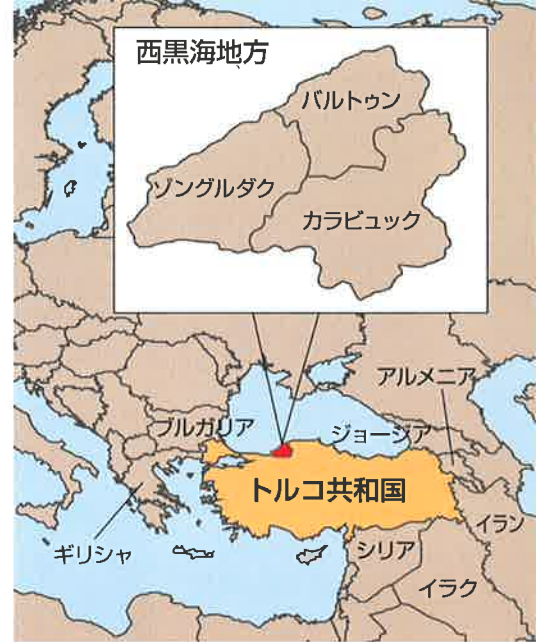 西黒海地方
バルトゥン
ゾングルダク
カラビュック
アルメニア
ブルガリア
ジョージア
トルコ共和国
イラン
ギリシャ
シリア
イラク